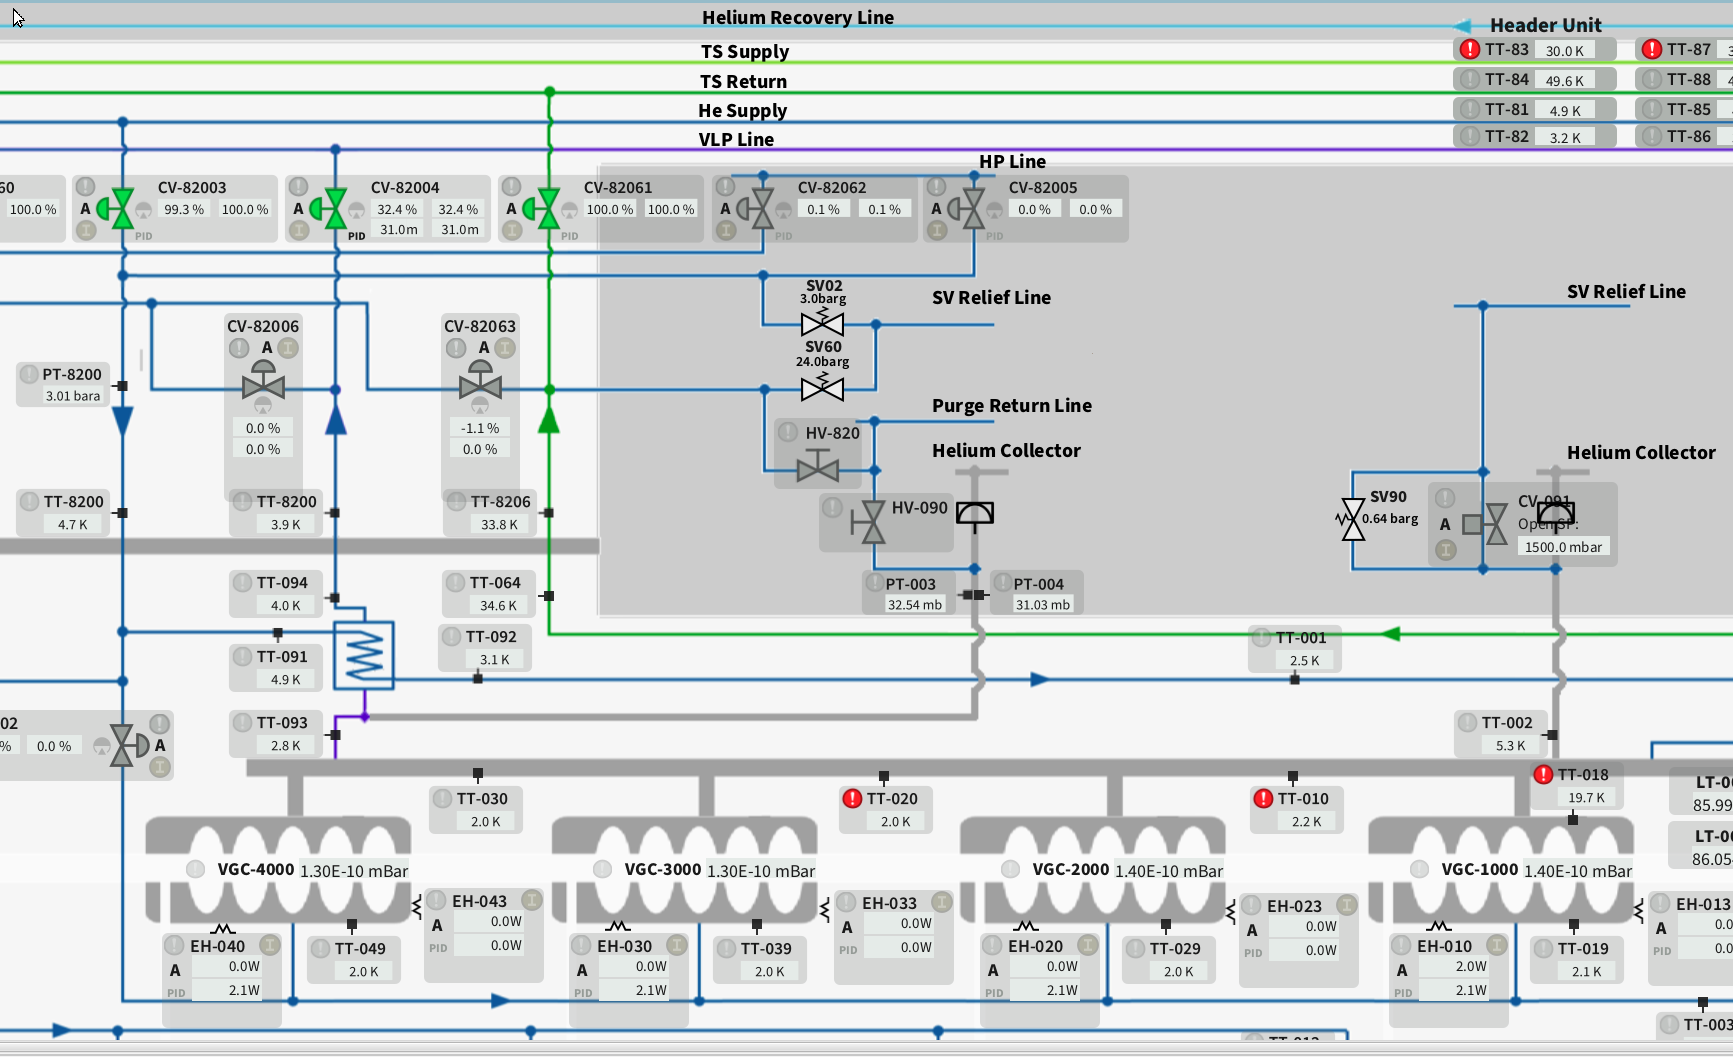 Helium Recovery Line
Header Unit
TS Supply
TT-83 30.0 K TT-87
TS Return
TT-84 49.6 K TT-88
He Supply
TT-81 4.9 K TT-85
VLP Line
TT-82 3.2 K TT-86
HP Line
60 CV-82003 CV-82004 CV-82061 CV-82062 CV-82005
100.0 % A 99.3 % 100.0 % A 32.4 % 32.4 % A 100.0 % 100.0 % A 0.1 % 0.1 % A 0.0 % 0.0 %
31.0m 31.0m
I PID I PID I PID I PID I PID
SV02
3.0barg
SV Relief Line
SV Relief Line
CV-82006 CV-82063
A I A I
SV60
24.0barg
PT-8200
3.01 bara
0.0 %
0.0 %
-1.1 %
0.0 %
Purge Return Line
HV-820
Helium Collector
Helium Collector
TT-8200
4.7 K
TT-8200
3.9 K
TT-8206
33.8 K
HV-090
SV90
0.64 barg
CV-091
A Open SP:
I 1500.0 mbar
TT-094
4.0 K
TT-064
34.6 K
PT-003
32.54 mb
PT-004
31.03 mb
TT-092
3.1 K
TT-001
2.5 K
TT-091
4.9 K
02
% 0.0 % A
I
TT-093
2.8 K
TT-002
5.3 K
TT-018
19.7 K
TT-030
2.0 K
TT-020
2.0 K
TT-010
2.2 K
85.99
86.05
VGC-4000 1.30E-10 mBar
VGC-3000 1.30E-10 mBar
VGC-2000 1.40E-10 mBar
VGC-1000 1.40E-10 mBar
EH-043 I
A 0.0W
PID 0.0W
EH-033 I
A 0.0W
PID 0.0W
EH-023 I
A 0.0W
PID 0.0W
EH-013
A
PID
EH-040 I
A 0.0W
PID 2.1W
TT-049
2.0 K
EH-030 I
A 0.0W
PID 2.1W
TT-039
2.0 K
EH-020 I
A 0.0W
PID 2.1W
TT-029
2.0 K
EH-010 I
A 2.0W
PID 2.1W
TT-019
2.1 K
TT-003